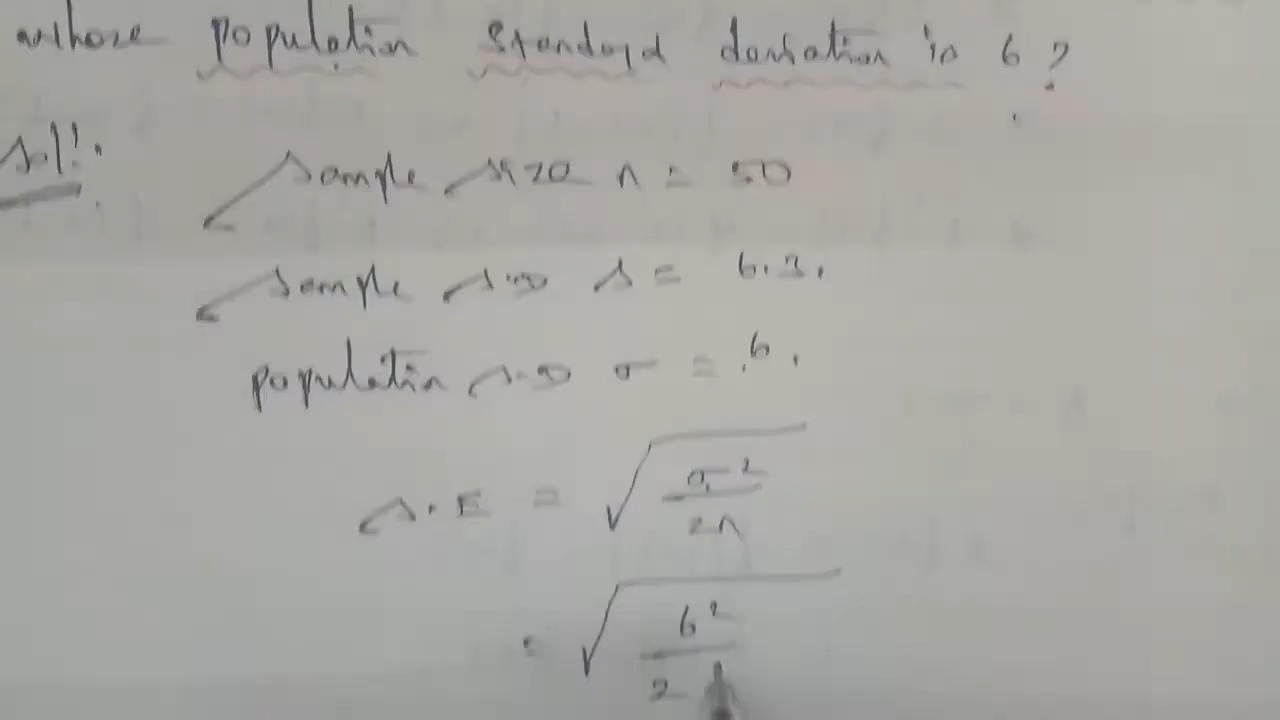 whose population standard deviation is 6?
Sol!:
Sample size n = 50
Sample S.D s = 6.3.
population S.D σ = 6.
S.E = √(σ²/2n)
= √(6²/2